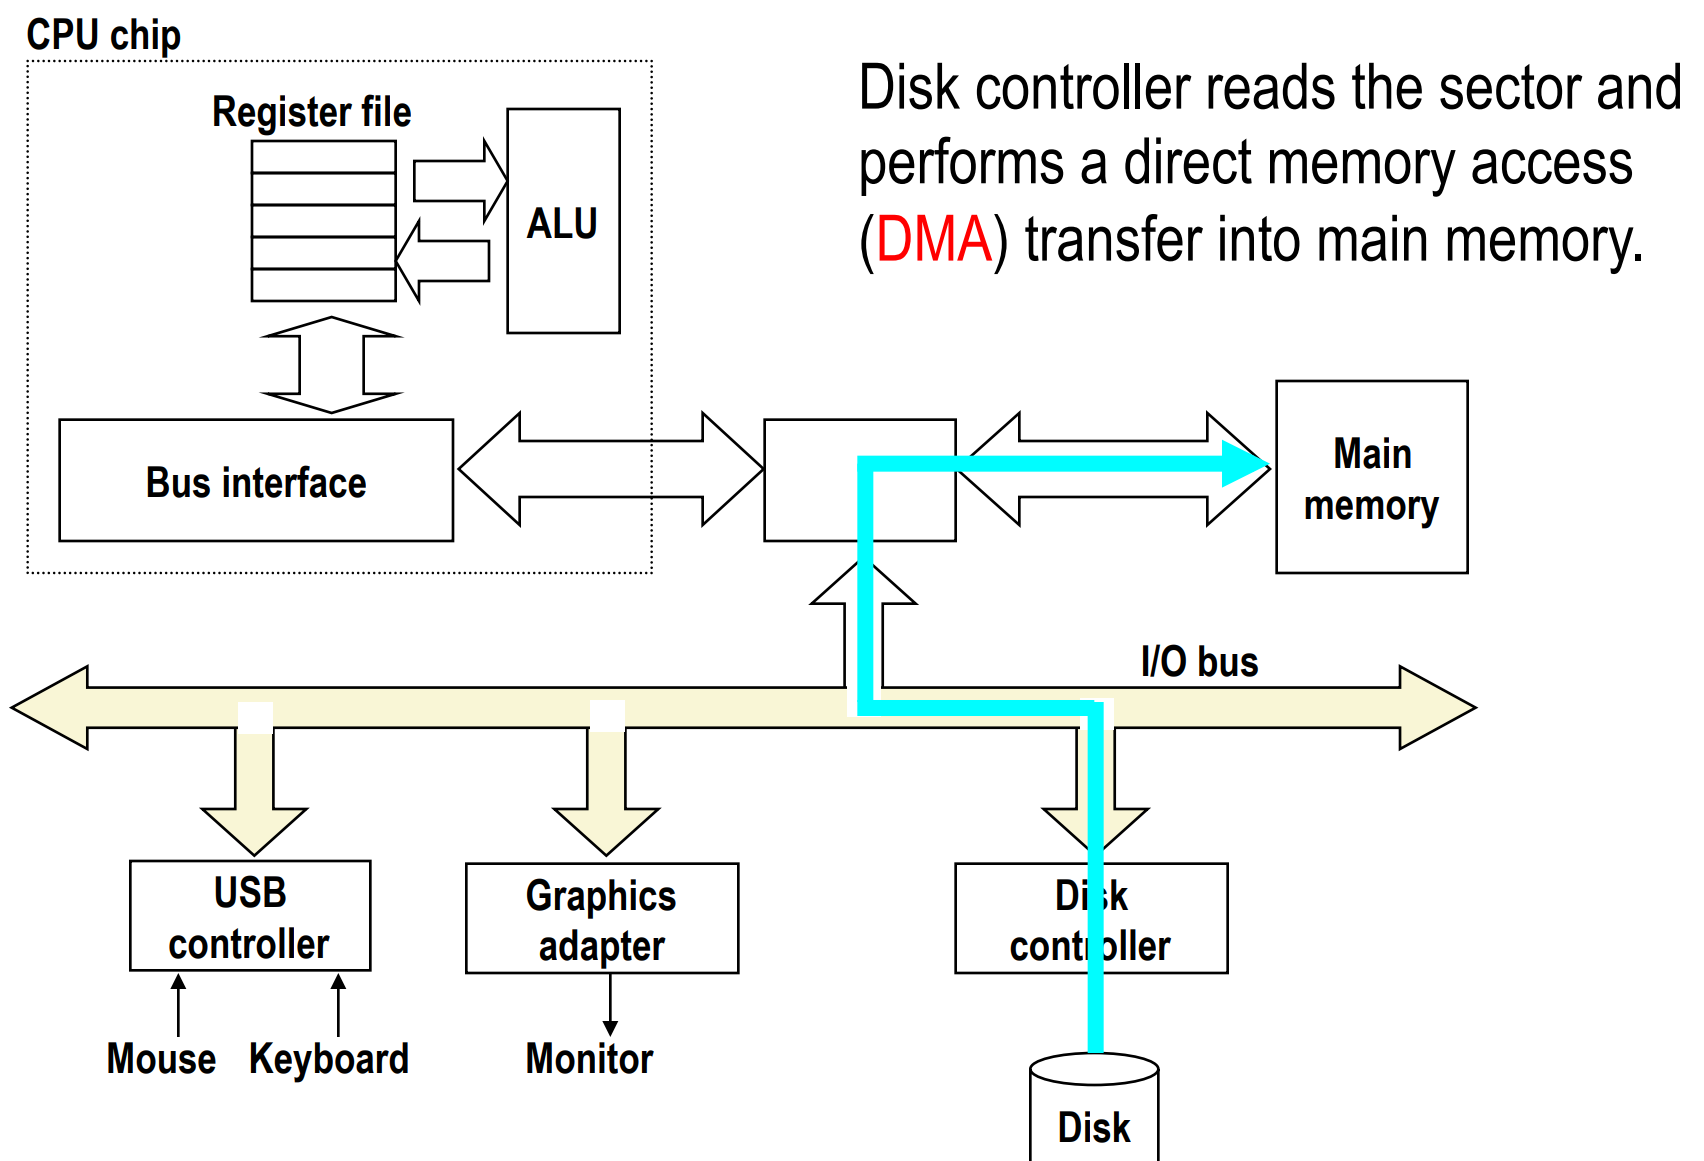 CPU chip
Register file
ALU
Disk controller reads the sector and
performs a direct memory access
(DMA) transfer into main memory.
Bus interface
Main
memory
I/O bus
USB
controller
Graphics
adapter
Disk
controller
Mouse
Keyboard
Monitor
Disk